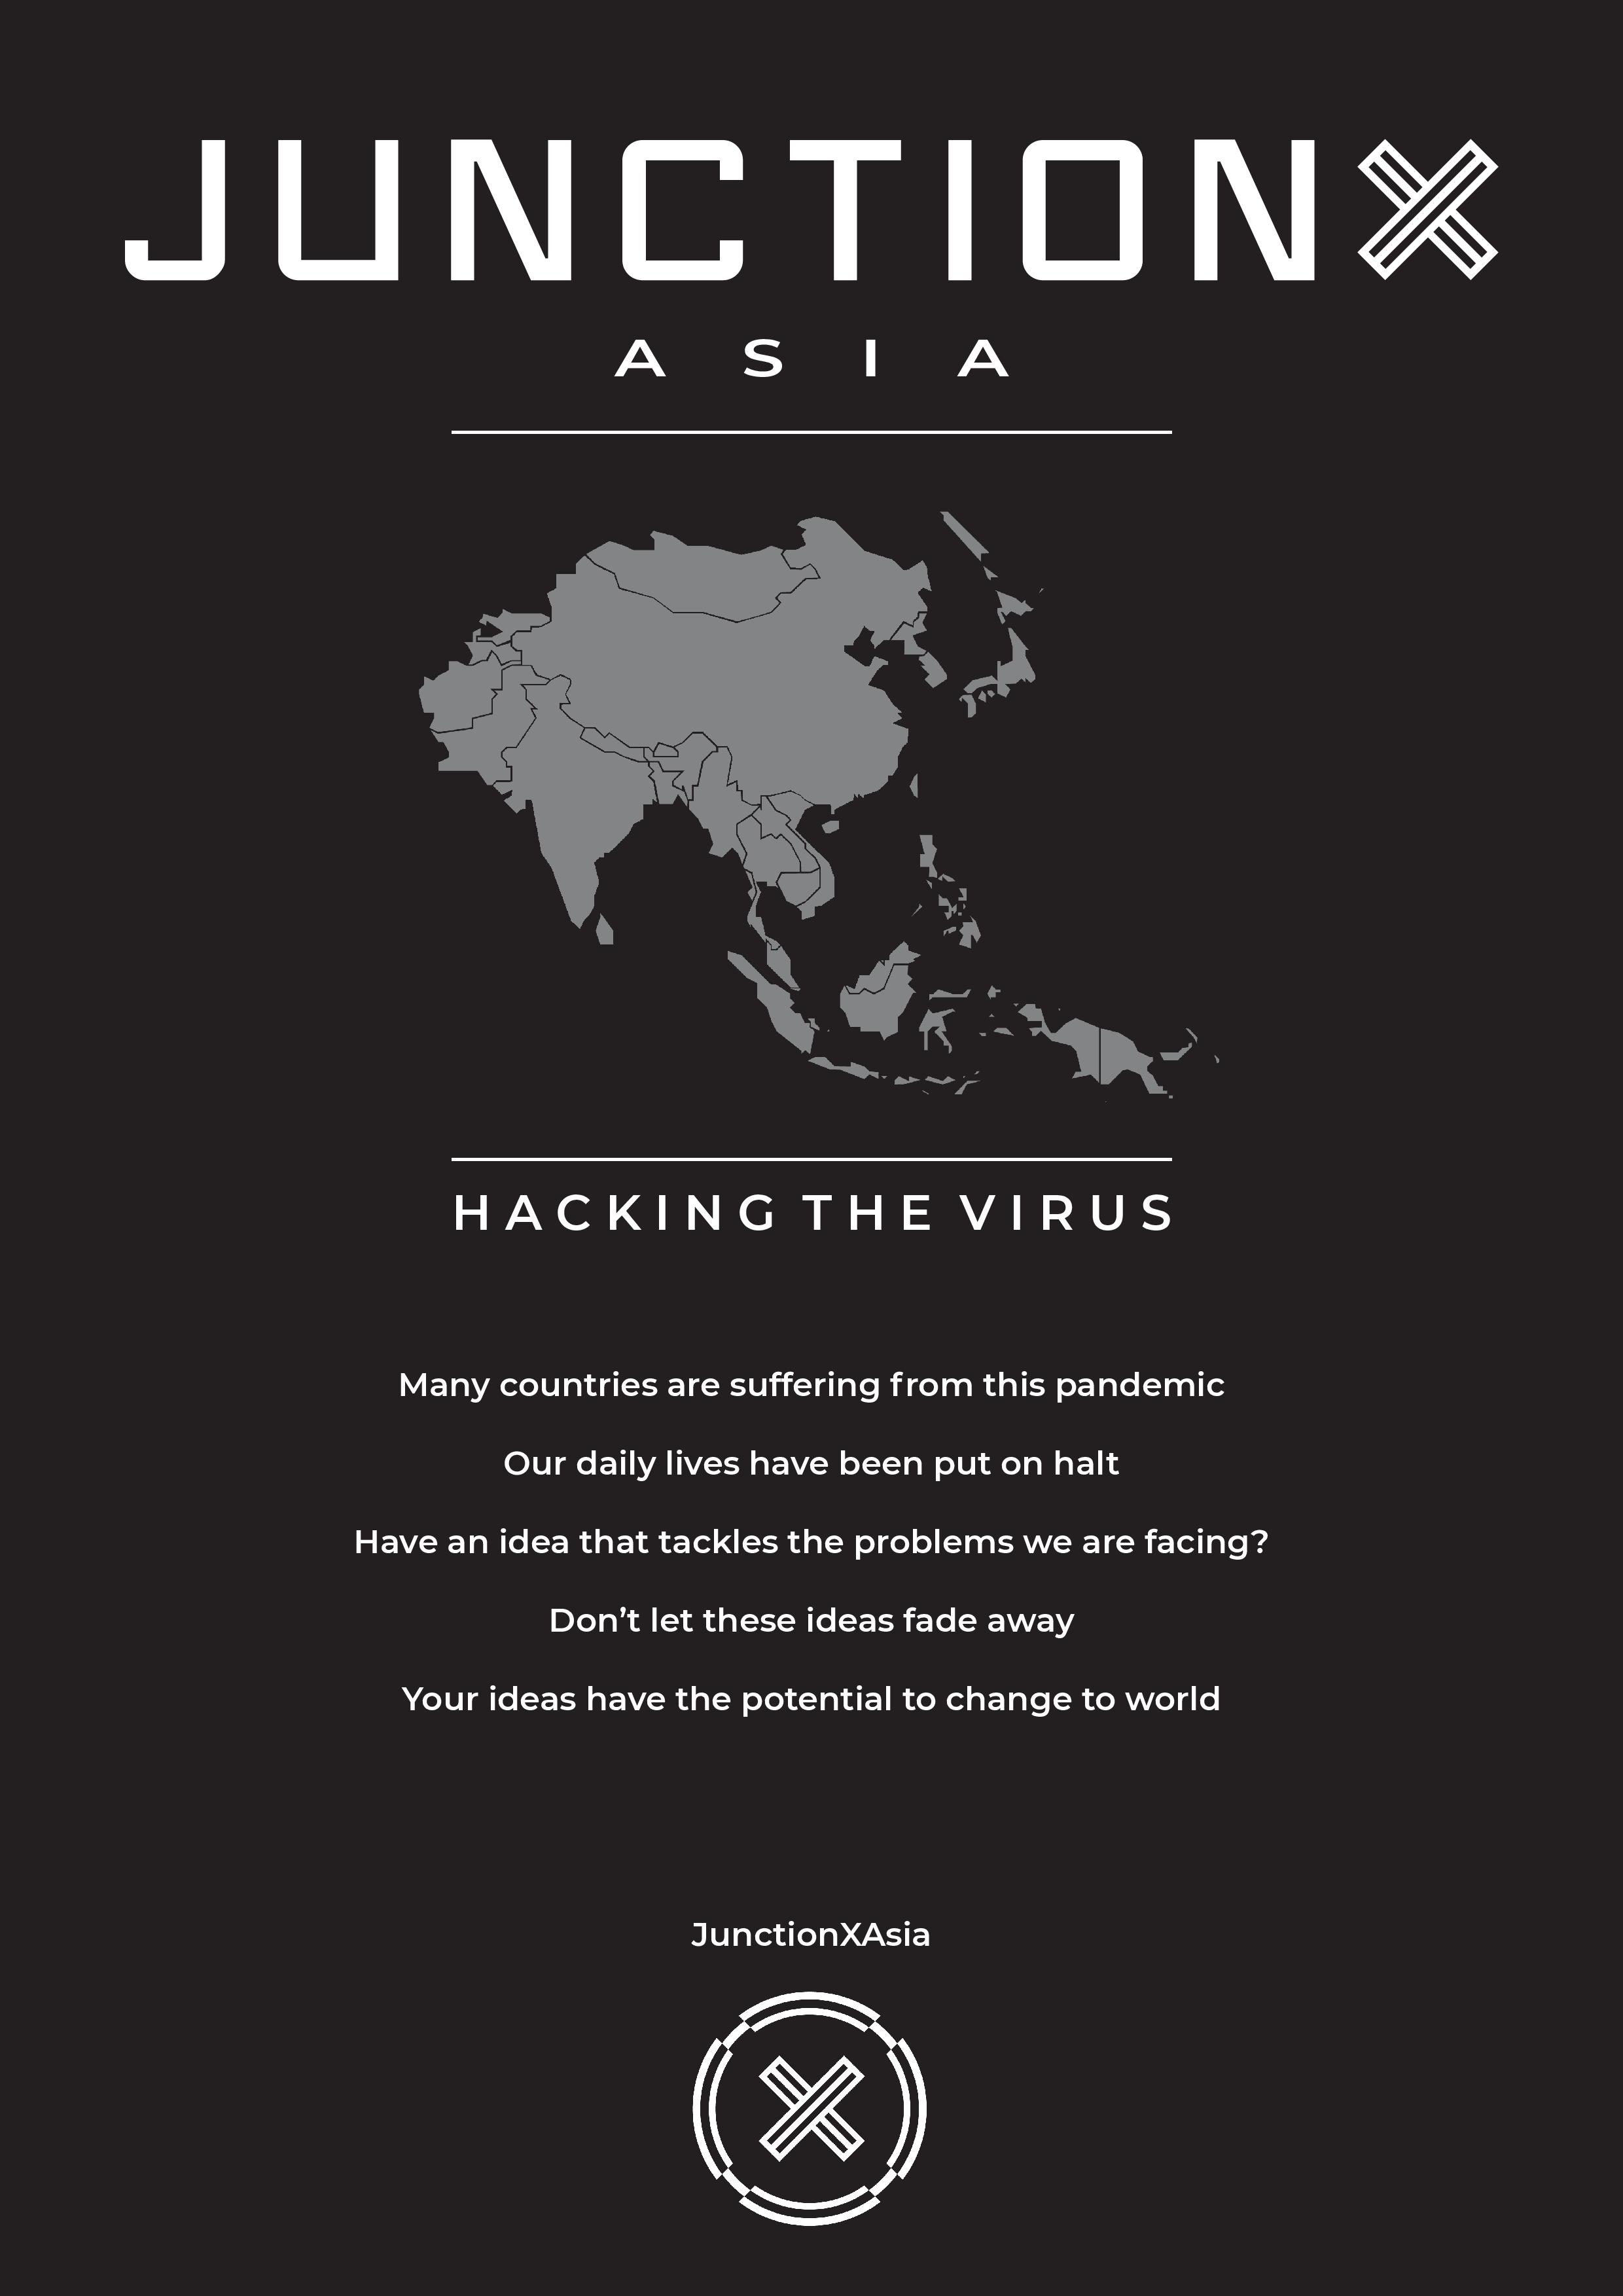 JUNCTIONX
ASIA
HACKING THE VIRUS
Many countries are suffering from this pandemic
Our daily lives have been put on halt
Have an idea that tackles the problems we are facing?
Don’t let these ideas fade away
Your ideas have the potential to change to world
JunctionXAsia
X